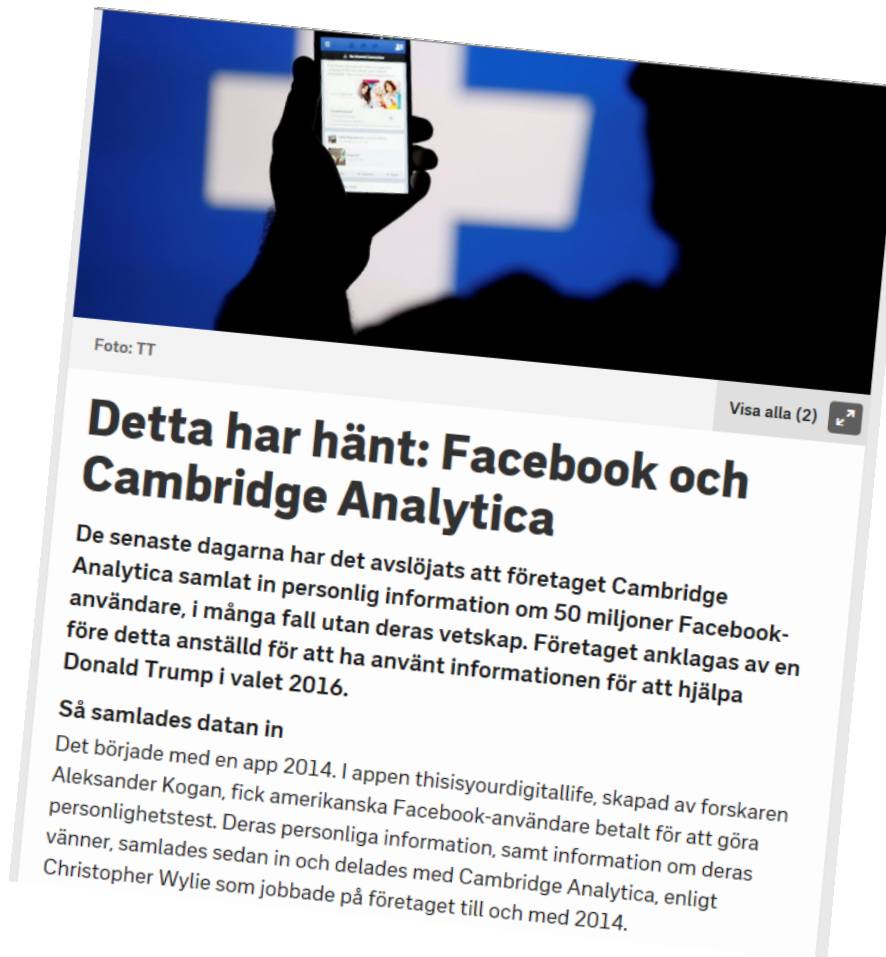 Foto: TT
Visa alla (2)
Detta har hänt: Facebook och
Cambridge Analytica
De senaste dagarna har det avslöjats att företaget Cambridge
Analytica samlat in personlig information om 50 miljoner Facebook-
användare, i många fall utan deras vetskap. Företaget anklagas av en
före detta anställd för att ha använt informationen för att hjälpa
Donald Trump i valet 2016.
Så samlades datan in
Det började med en app 2014. I appen thisisyourdigitallife, skapad av forskaren
Aleksander Kogan, fick amerikanska Facebook-användare betalt för att göra
personlighetstest. Deras personliga information, samt information om deras
vänner, samlades sedan in och delades med Cambridge Analytica, enligt
Christopher Wylie som jobbade på företaget till och med 2014.